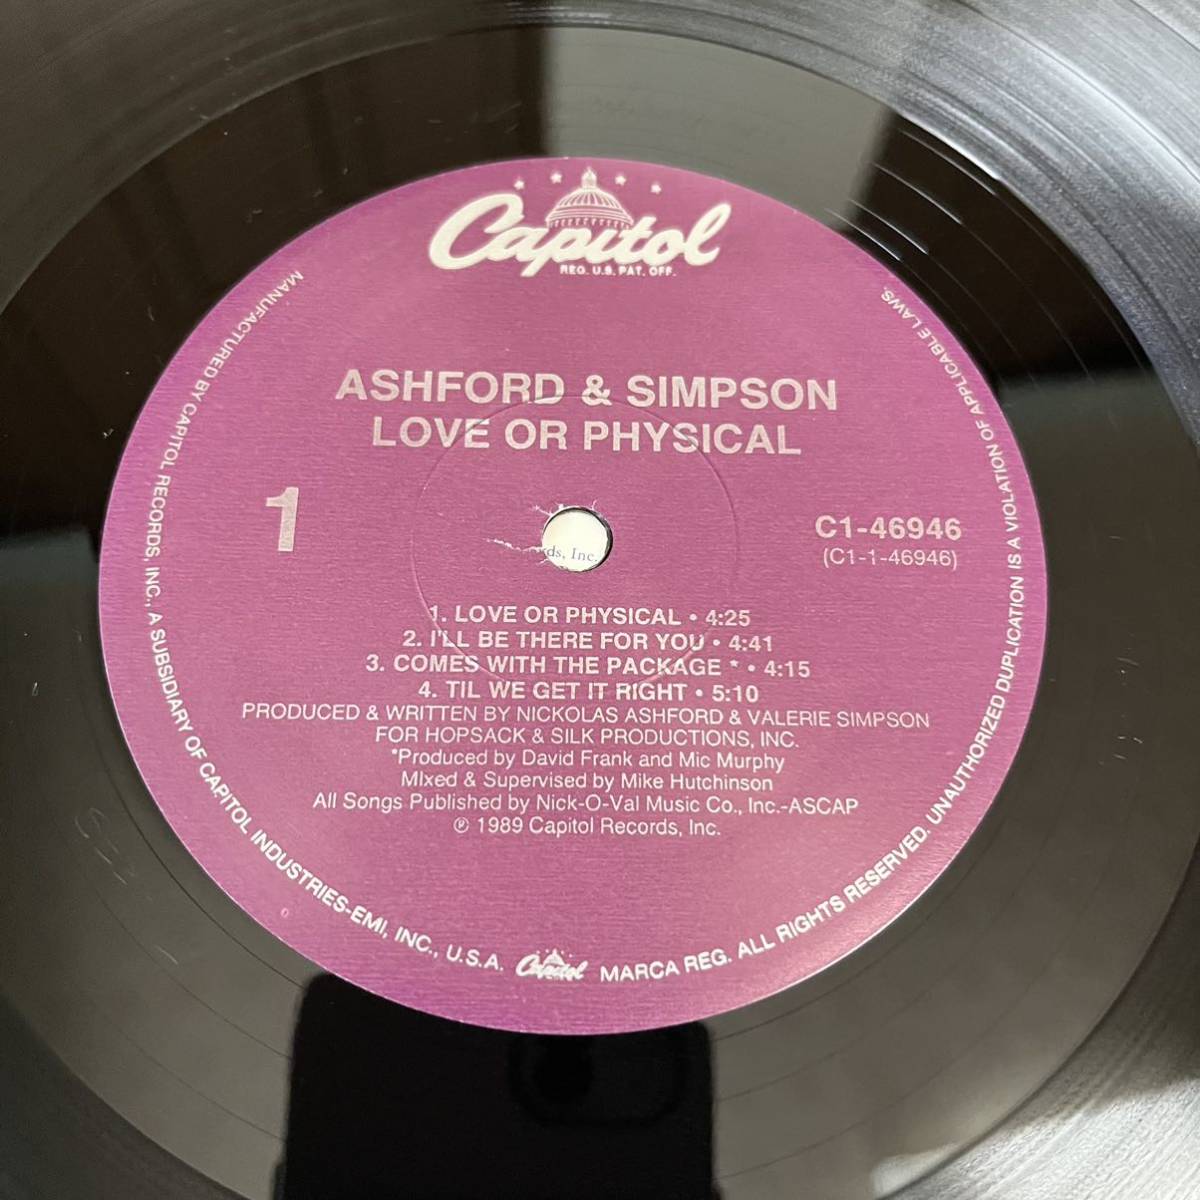 Capitol
REG. U.S. PAT. OFF.
ASHFORD & SIMPSON
LOVE OR PHYSICAL
1
C1-46946
(C1-1-46946)
ds, Inc.
1. LOVE OR PHYSICAL • 4:25
2. I'LL BE THERE FOR YOU • 4:41
3. COMES WITH THE PACKAGE * • 4:15
4. TIL WE GET IT RIGHT • 5:10
PRODUCED & WRITTEN BY NICKOLAS ASHFORD & VALERIE SIMPSON
FOR HOPSACK & SILK PRODUCTIONS, INC.
*Produced by David Frank and Mic Murphy
MIxed & Supervised by Mike Hutchinson
All Songs Published by Nick-O-Val Music Co., Inc.-ASCAP
℗ 1989 Capitol Records, Inc.
MANUFACTURED BY CAPITOL RECORDS, INC., A SUBSIDIARY OF CAPITOL INDUSTRIES-EMI, INC., U.S.A. Capitol MARCA REG. ALL RIGHTS RESERVED. UNAUTHORIZED DUPLICATION IS A VIOLATION OF APPLICABLE LAWS.